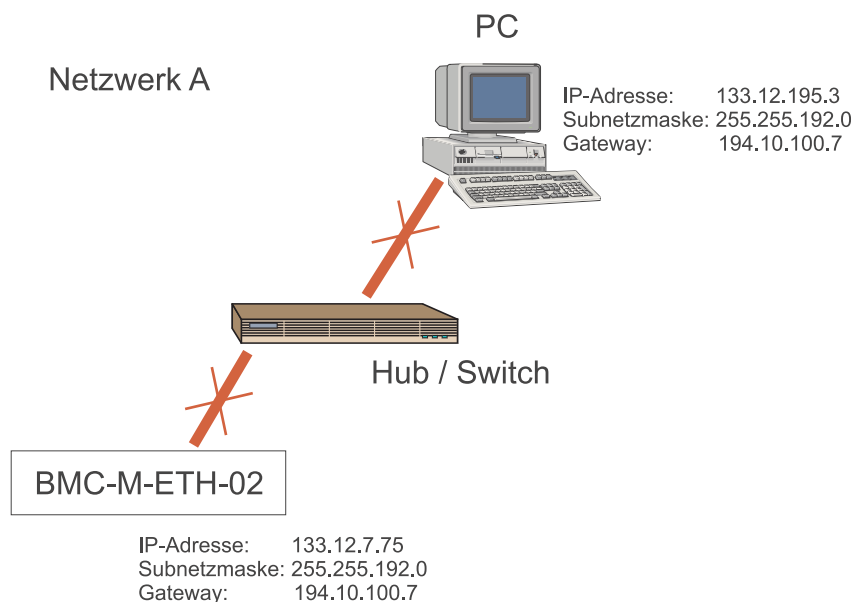 PC
Netzwerk A
IP-Adresse: 133.12.195.3
Subnetzmaske: 255.255.192.0
Gateway: 194.10.100.7
Hub / Switch
BMC-M-ETH-02
IP-Adresse: 133.12.7.75
Subnetzmaske: 255.255.192.0
Gateway: 194.10.100.7